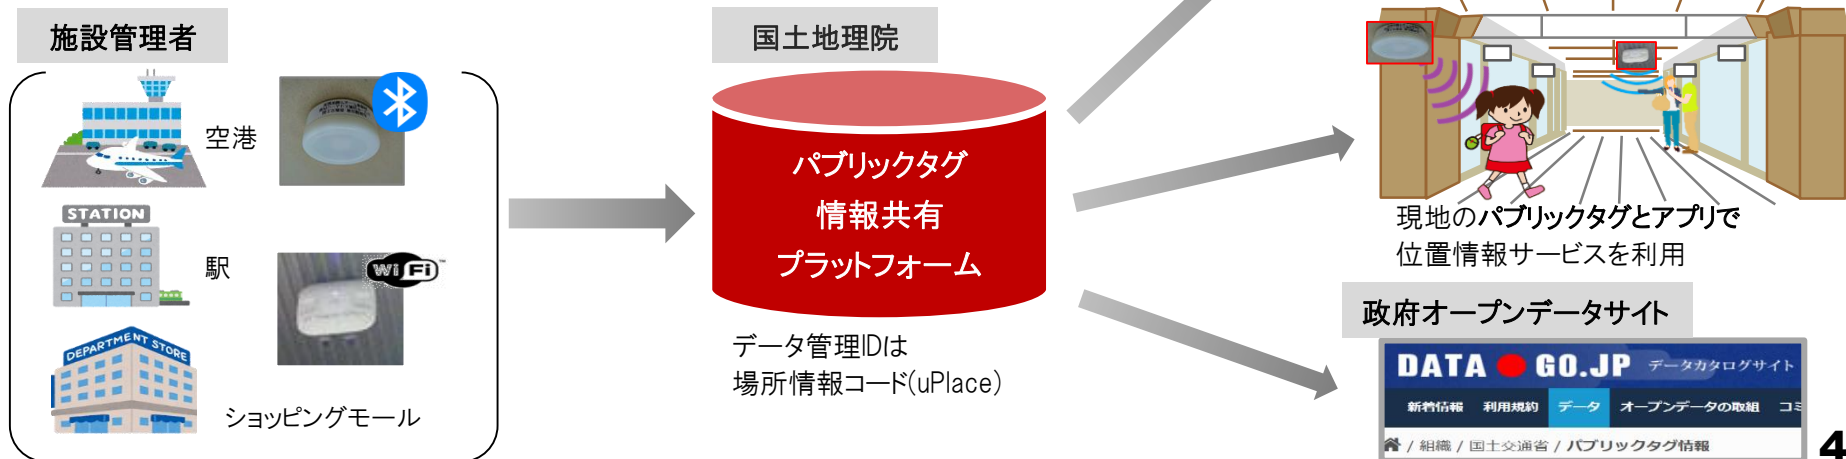 施設管理者
空港
STATION
駅
Wi Fi
DEPARTMENT STORE
ショッピングモール
国土地理院
パブリックタグ
情報共有
プラットフォーム
データ管理IDは
場所情報コード(uPlace)
現地のパブリックタグとアプリで
位置情報サービスを利用
政府オープンデータサイト
DATA GO.JP データカタログサイト
新着情報 利用規約 データ オープンデータの取組 コミ
/ 組織 / 国土交通省 / パブリックタグ情報
4